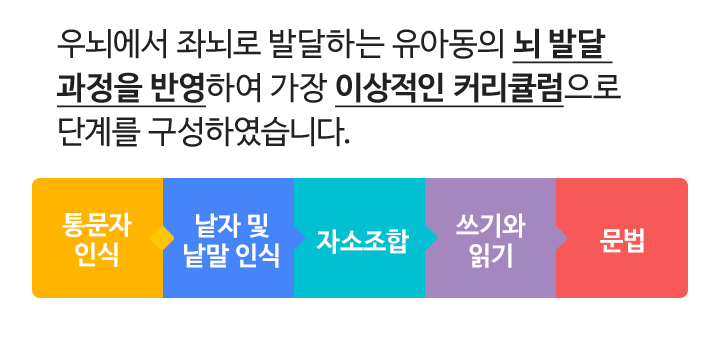 우뇌에서 좌뇌로 발달하는 유아동의 뇌 발달
과정을 반영하여 가장 이상적인 커리큘럼으로
단계를 구성하였습니다.
통문자
인식
낱자 및
낱말 인식
자소조합
쓰기와
읽기
문법